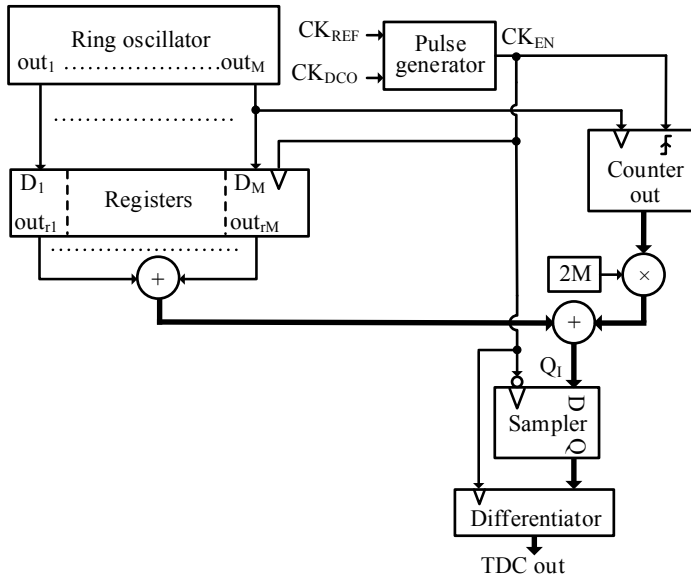 Ring oscillator
out1 ........................ outM
CKREF
CKDCO
Pulse
generator
CKEN
D1
Registers
DM
outr1
outrM
Counter
out
+
2M
×
+
QI
D
Sampler
Q
Differentiator
TDC out